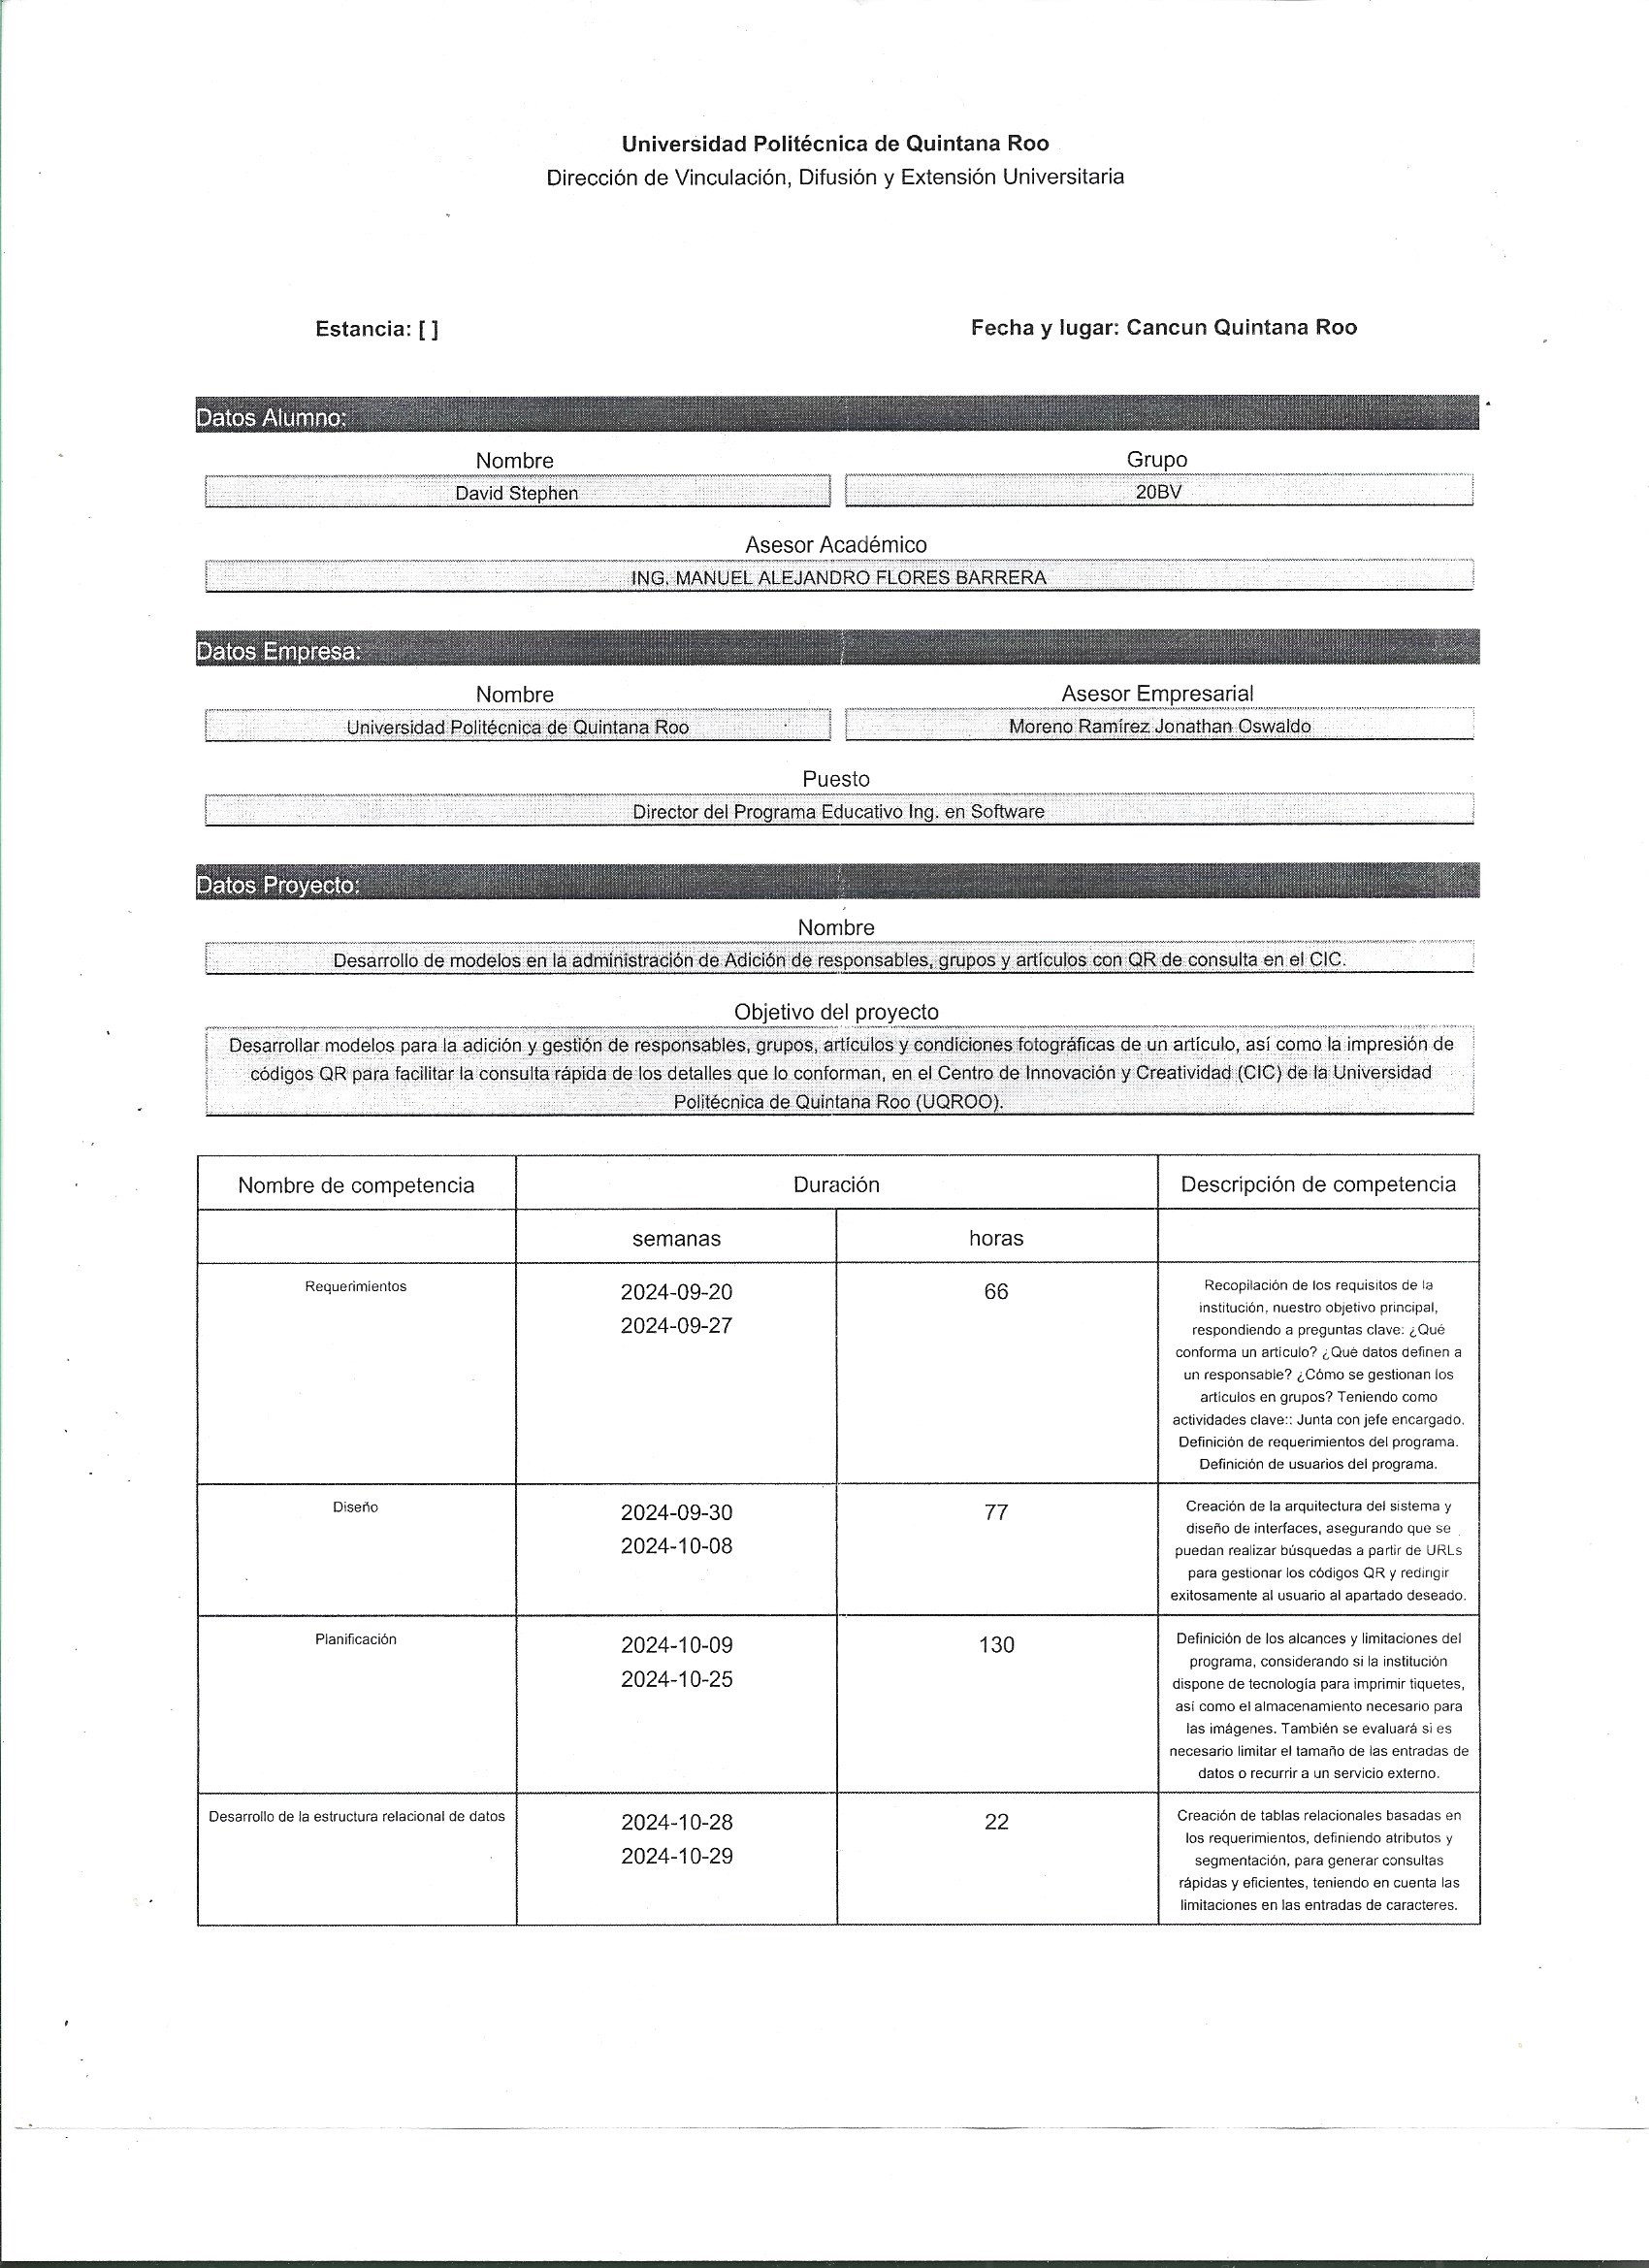 Universidad Politécnica de Quintana Roo
Dirección de Vinculación, Difusión y Extensión Universitaria
Estancia: [ ]
Fecha y lugar: Cancun Quintana Roo
Datos Alumno:
Nombre
Grupo
David Stephen
20BV
Asesor Académico
ING. MANUEL ALEJANDRO FLORES BARRERA
Datos Empresa:
Nombre
Asesor Empresarial
Universidad Politécnica de Quintana Roo
Moreno Ramírez Jonathan Oswaldo
Puesto
Director del Programa Educativo Ing. en Software
Datos Proyecto:
Nombre
Desarrollo de modelos en la administración de Adición de responsables, grupos y artículos con QR de consulta en el CIC.
Objetivo del proyecto
Desarrollar modelos para la adición y gestión de responsables, grupos, artículos y condiciones fotográficas de un artículo, así como la impresión de
códigos QR para facilitar la consulta rápida de los detalles que lo conforman, en el Centro de Innovación y Creatividad (CIC) de la Universidad
Politécnica de Quintana Roo (UQROO).
Nombre de competencia
Duración
Descripción de competencia
semanas
horas
Requerimientos
2024-09-20
2024-09-27
66
Recopilación de los requisitos de la
institución, nuestro objetivo principal,
respondiendo a preguntas clave: ¿Qué
conforma un artículo? ¿Qué datos definen a
un responsable? ¿Cómo se gestionan los
artículos en grupos? Teniendo como
actividades clave:: Junta con jefe encargado.
Definición de requerimientos del programa.
Definición de usuarios del programa.
Diseño
2024-09-30
2024-10-08
77
Creación de la arquitectura del sistema y
diseño de interfaces, asegurando que se
puedan realizar búsquedas a partir de URLs
para gestionar los códigos QR y redirigir
exitosamente al usuario al apartado deseado.
Planificación
2024-10-09
2024-10-25
130
Definición de los alcances y limitaciones del
programa, considerando si la institución
dispone de tecnología para imprimir tiquetes,
así como el almacenamiento necesario para
las imágenes. También se evaluará si es
necesario limitar el tamaño de las entradas de
datos o recurrir a un servicio externo.
Desarrollo de la estructura relacional de datos
2024-10-28
2024-10-29
22
Creación de tablas relacionales basadas en
los requerimientos, definiendo atributos y
segmentación, para generar consultas
rápidas y eficientes, teniendo en cuenta las
limitaciones en las entradas de caracteres.